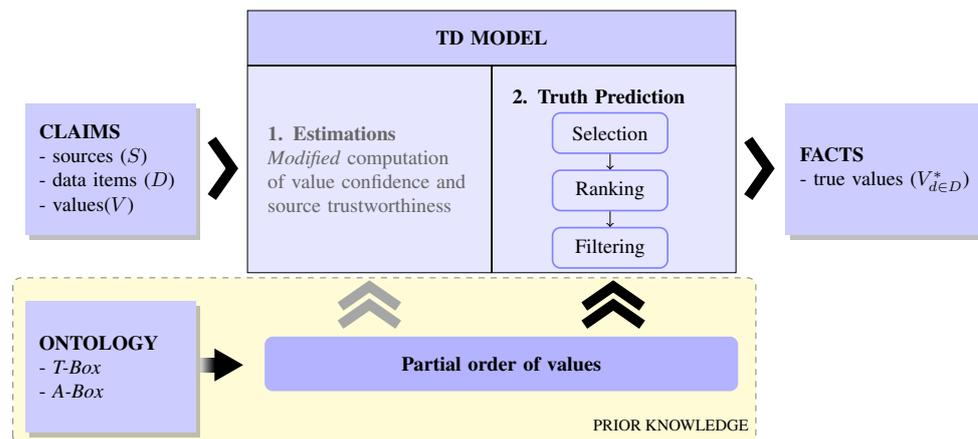 TD MODEL
CLAIMS
- sources (S)
- data items (D)
- values(V)
1. Estimations
Modified computation
of value confidence and
source trustworthiness
2. Truth Prediction
Selection
Ranking
Filtering
FACTS
- true values (V*d∈D)
ONTOLOGY
- T-Box
- A-Box
Partial order of values
PRIOR KNOWLEDGE